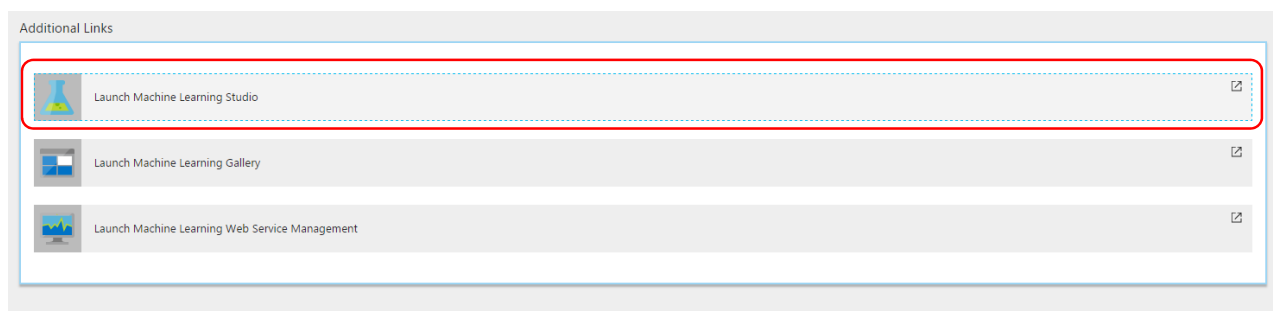 Additional Links
Launch Machine Learning Studio
Launch Machine Learning Gallery
Launch Machine Learning Web Service Management